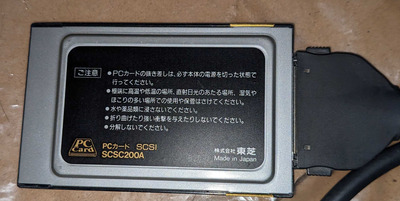 ご注意
●PCカードの抜き差しは、必ず本体の電源を切った状態で
行ってください。
●極端に高温や低温の場所、直射日光のあたる場所、湿気や
ほこりの多い場所での使用や保管はさけてください。
●水や薬品類に浸さないでください。
●折り曲げたり強い衝撃を与えたりしないでください。
●分解しないでください。
PC
Card
PCカード SCSI
SCSC200A
株式会社 東芝
Made in Japan